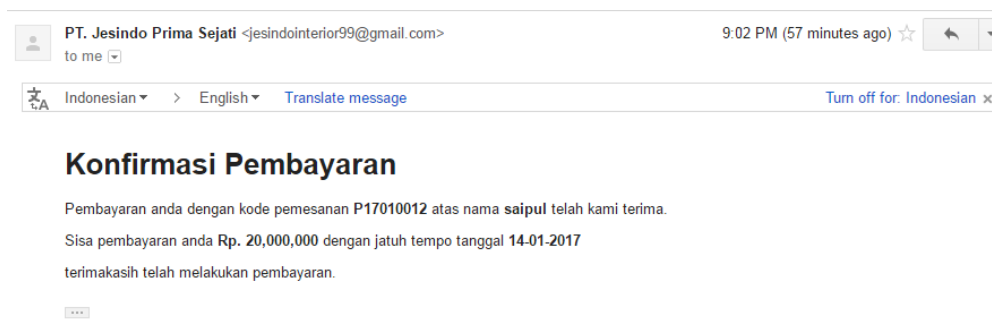 PT. Jesindo Prima Sejati <jesindointerior99@gmail.com> 9:02 PM (57 minutes ago)
to me
Indonesian > English Translate message Turn off for: Indonesian x
Konfirmasi Pembayaran
Pembayaran anda dengan kode pemesanan P17010012 atas nama saipul telah kami terima.
Sisa pembayaran anda Rp. 20,000,000 dengan jatuh tempo tanggal 14-01-2017
terimakasih telah melakukan pembayaran.